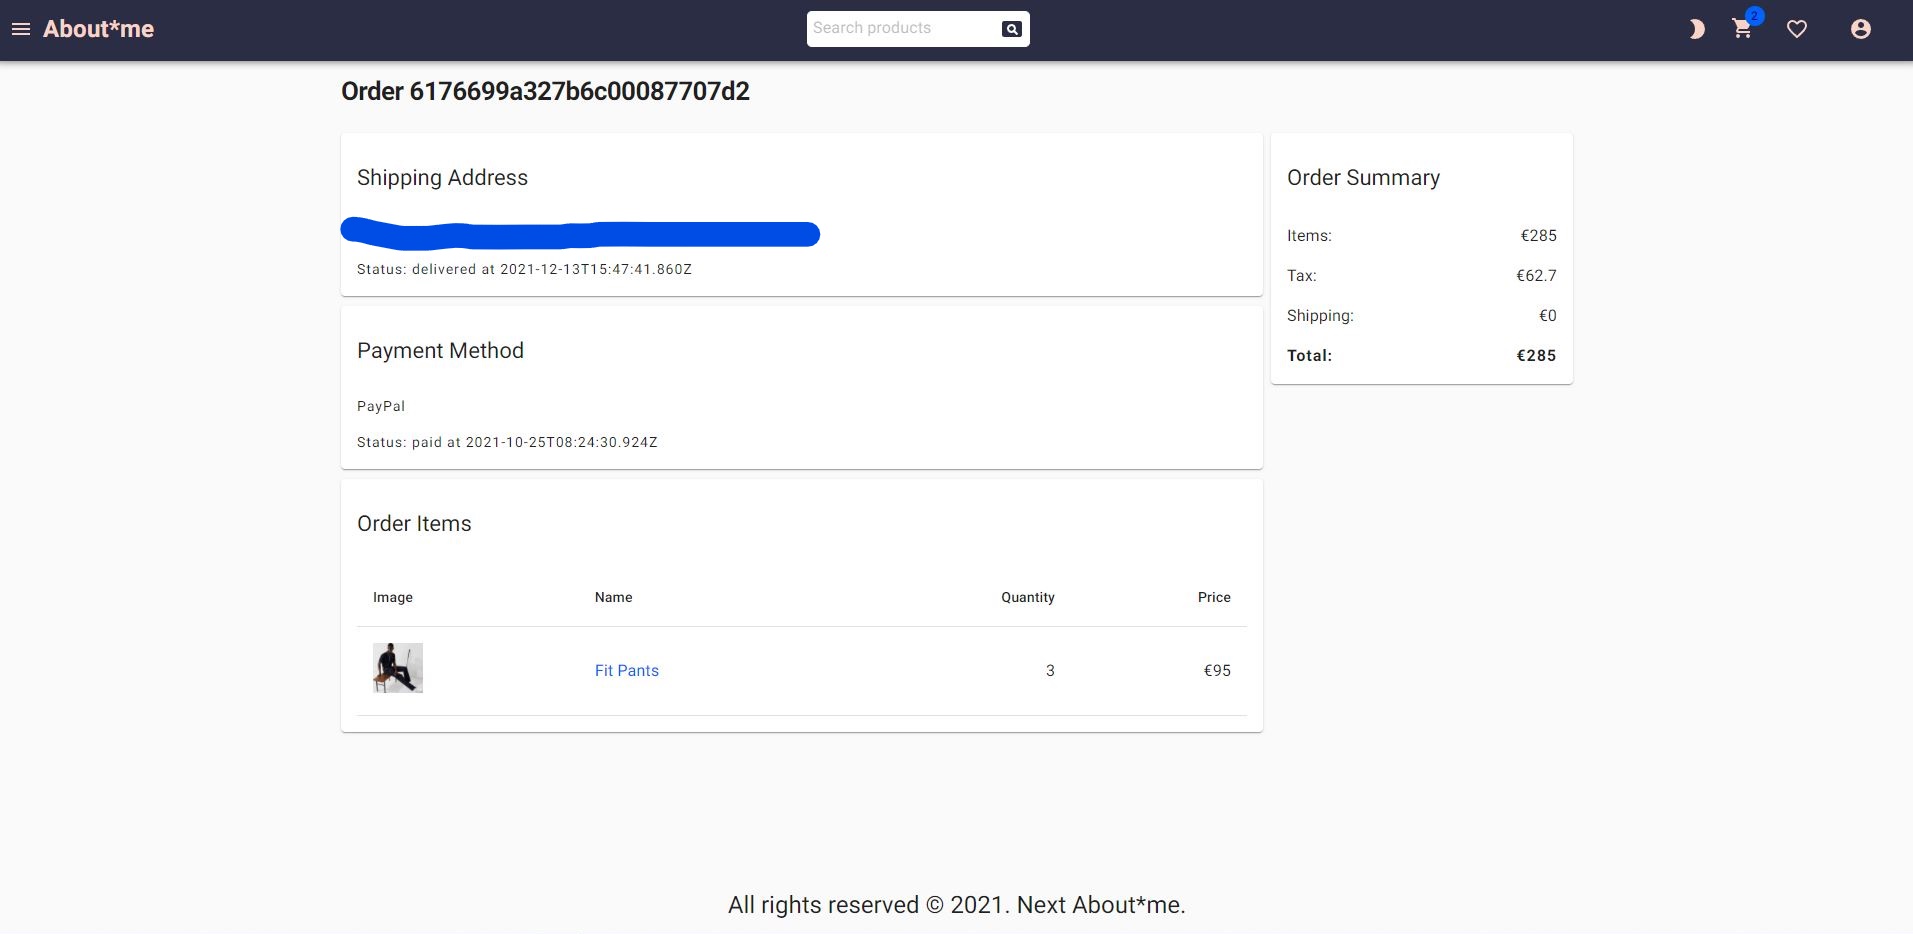 About*me
Search products
2
Order 6176699a327b6c00087707d2
Shipping Address
Status: delivered at 2021-12-13T15:47:41.860Z
Payment Method
PayPal
Status: paid at 2021-10-25T08:24:30.924Z
Order Items
Image Name Quantity Price
Fit Pants 3 €95
Order Summary
Items: €285
Tax: €62.7
Shipping: €0
Total: €285
All rights reserved © 2021. Next About*me.